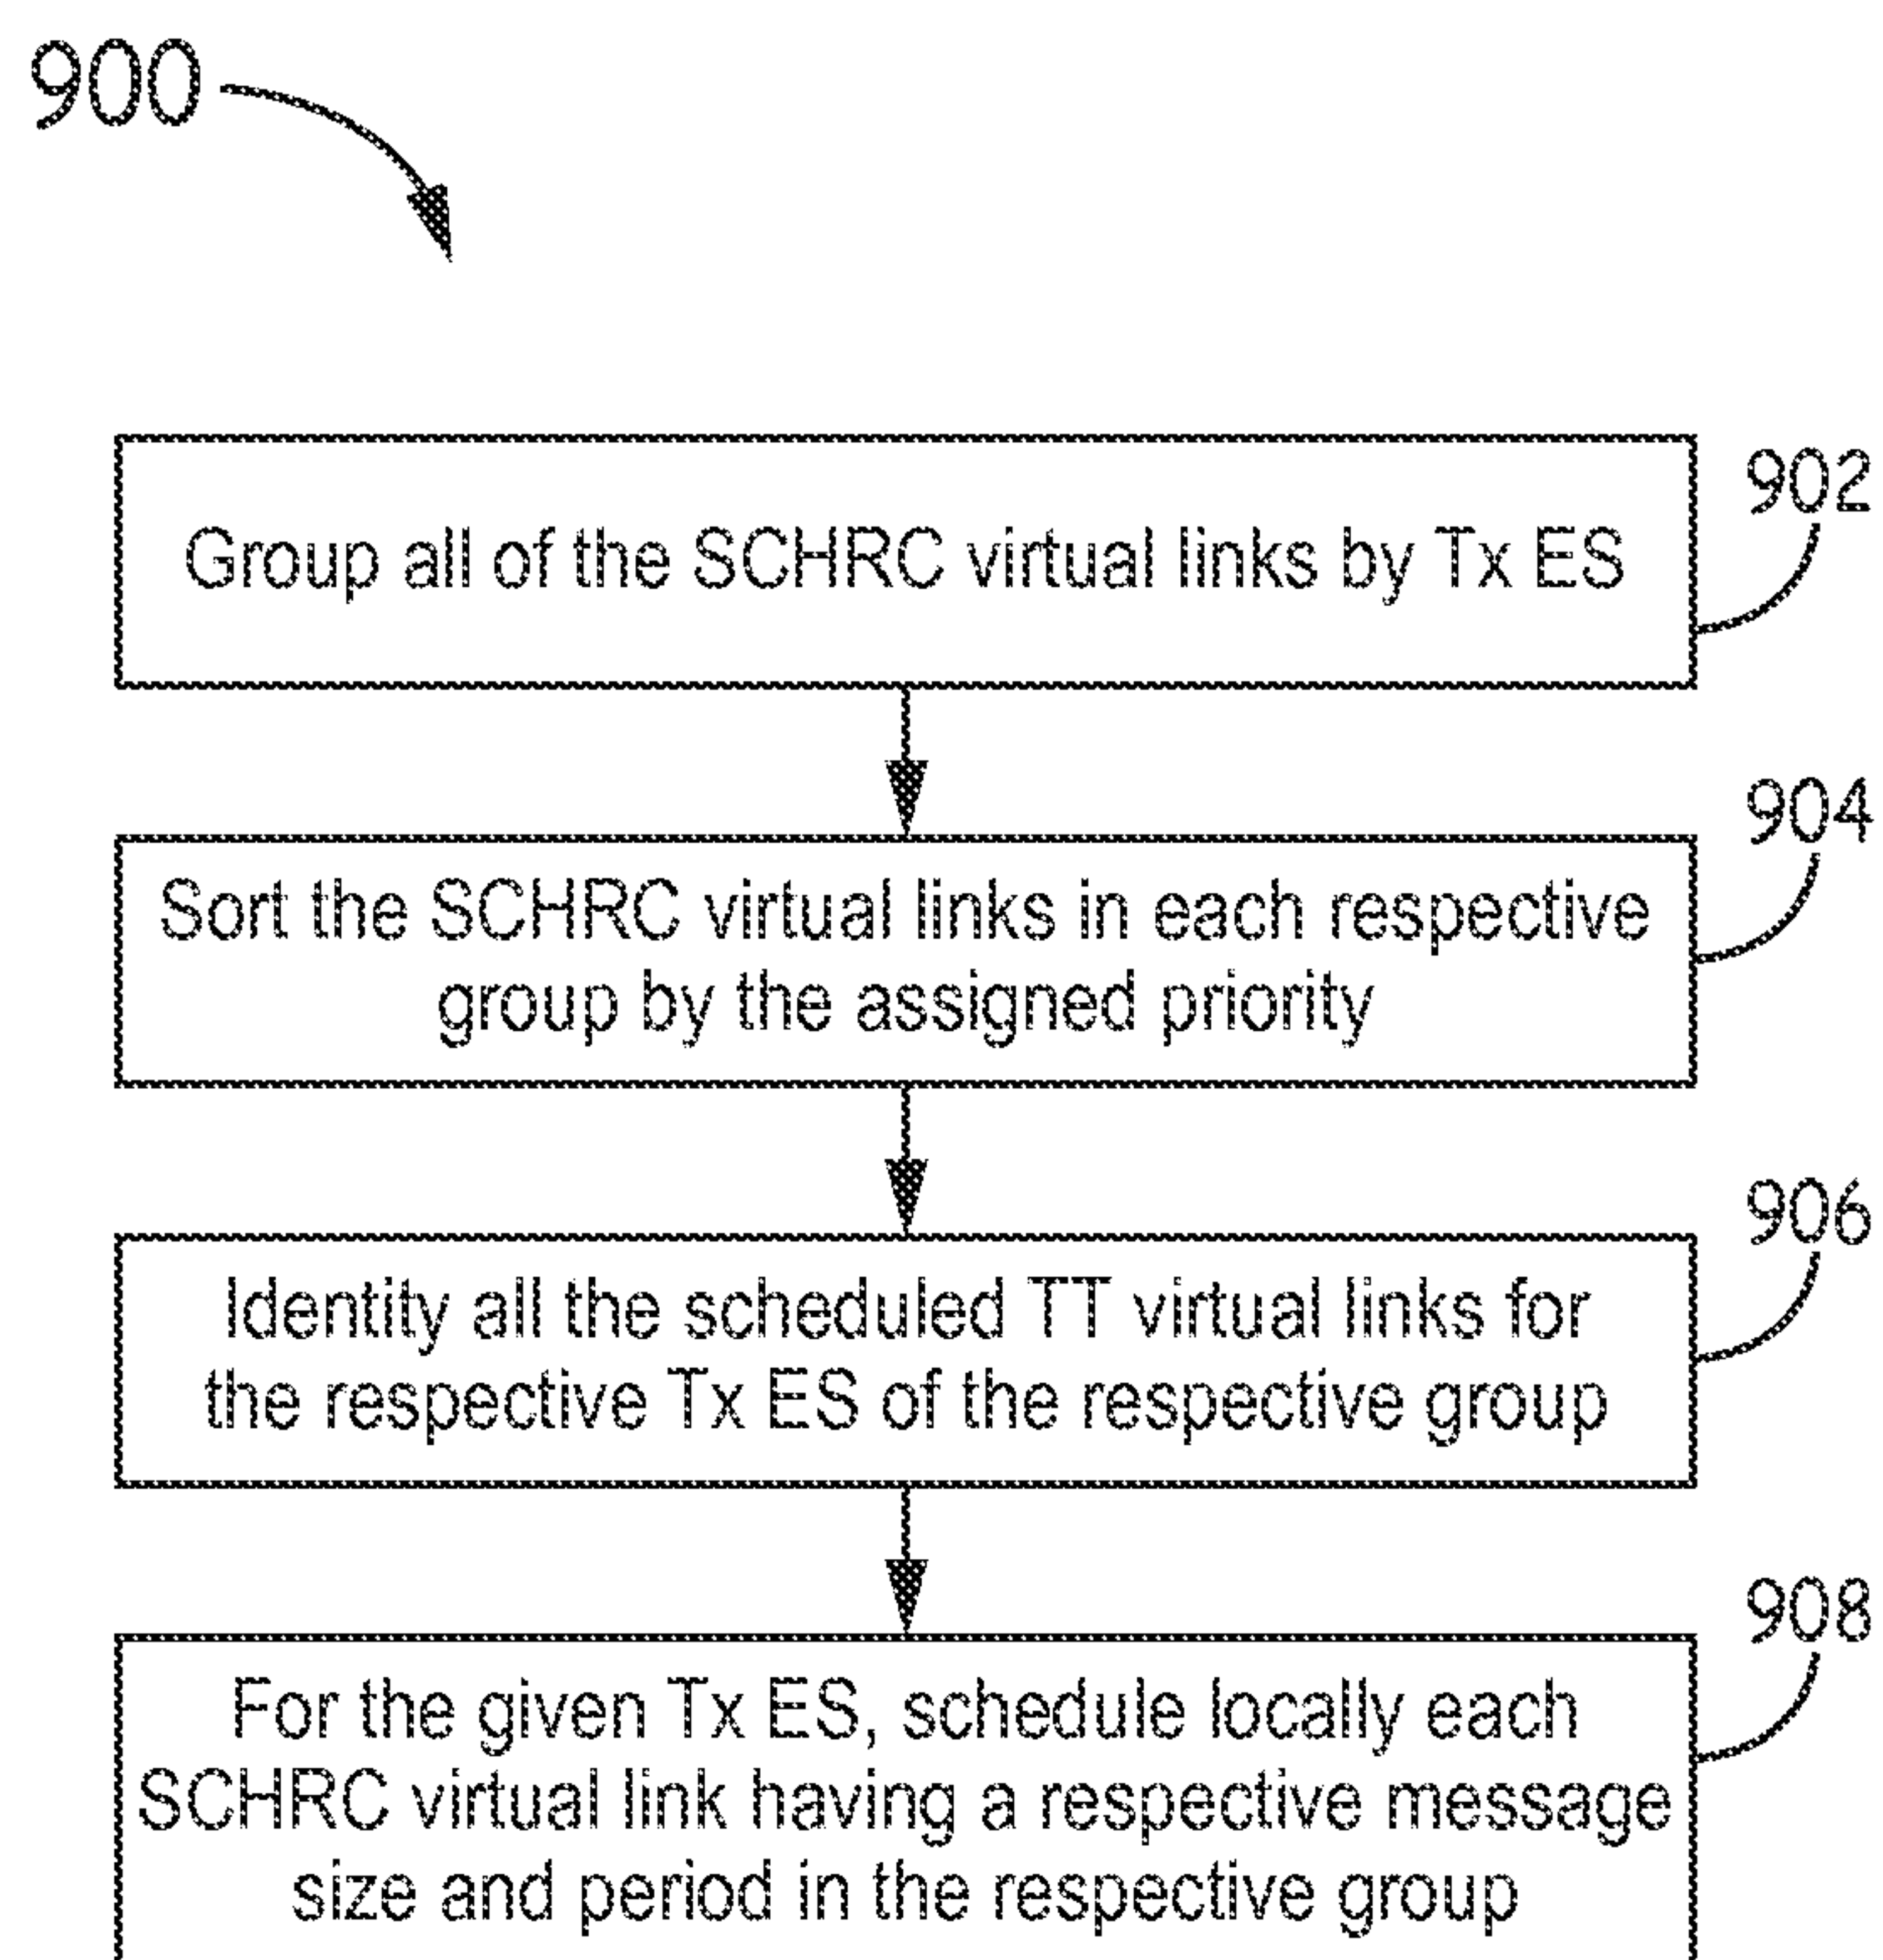 900
902
Group all of the SCHRC virtual links by Tx ES
904
Sort the SCHRC virtual links in each respective
group by the assigned priority
906
Identity all the scheduled TT virtual links for
the respective Tx ES of the respective group
908
For the given Tx ES, schedule locally each
SCHRC virtual link having a respective message
size and period in the respective group